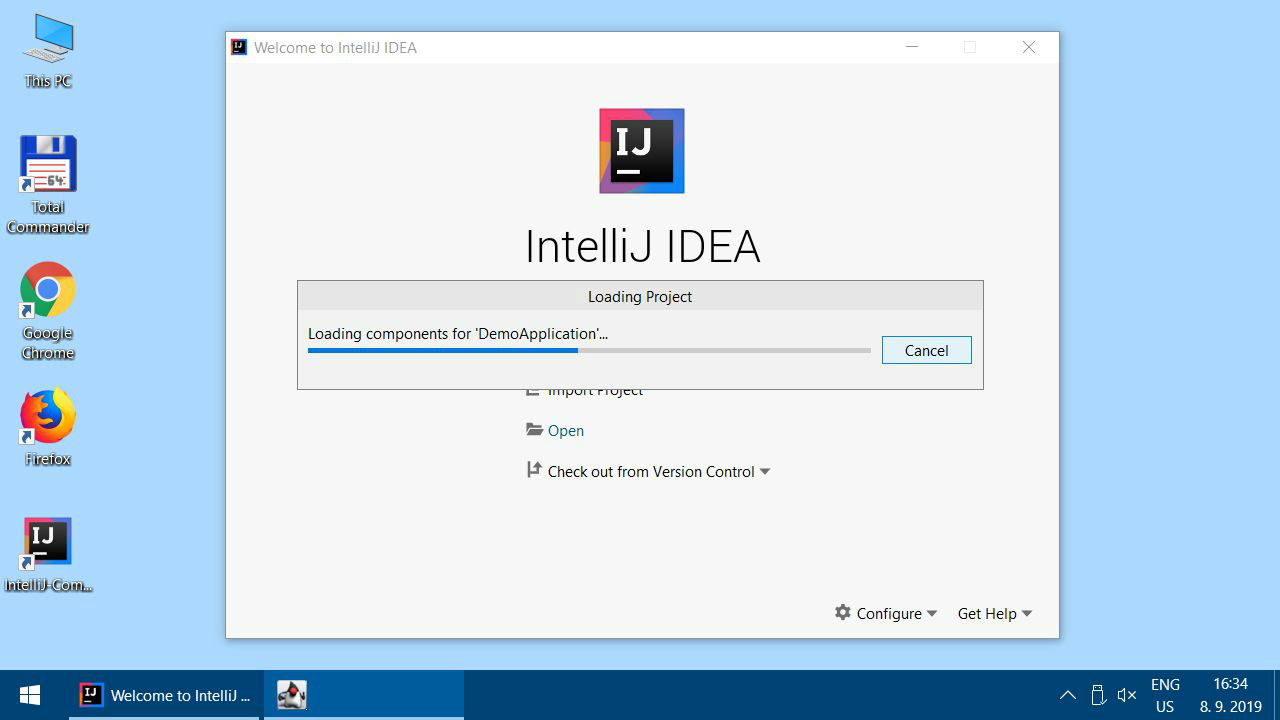 This PC
Total
Commander
Google
Chrome
Firefox
IntelliJ-Com...
Welcome to IntelliJ IDEA
IJ
IntelliJ IDEA
Loading Project
Loading components for 'DemoApplication'...
Cancel
Import Project
Open
Check out from Version Control
Configure
Get Help
Welcome to IntelliJ ...
ENG
US
16:34
8. 9. 2019
64